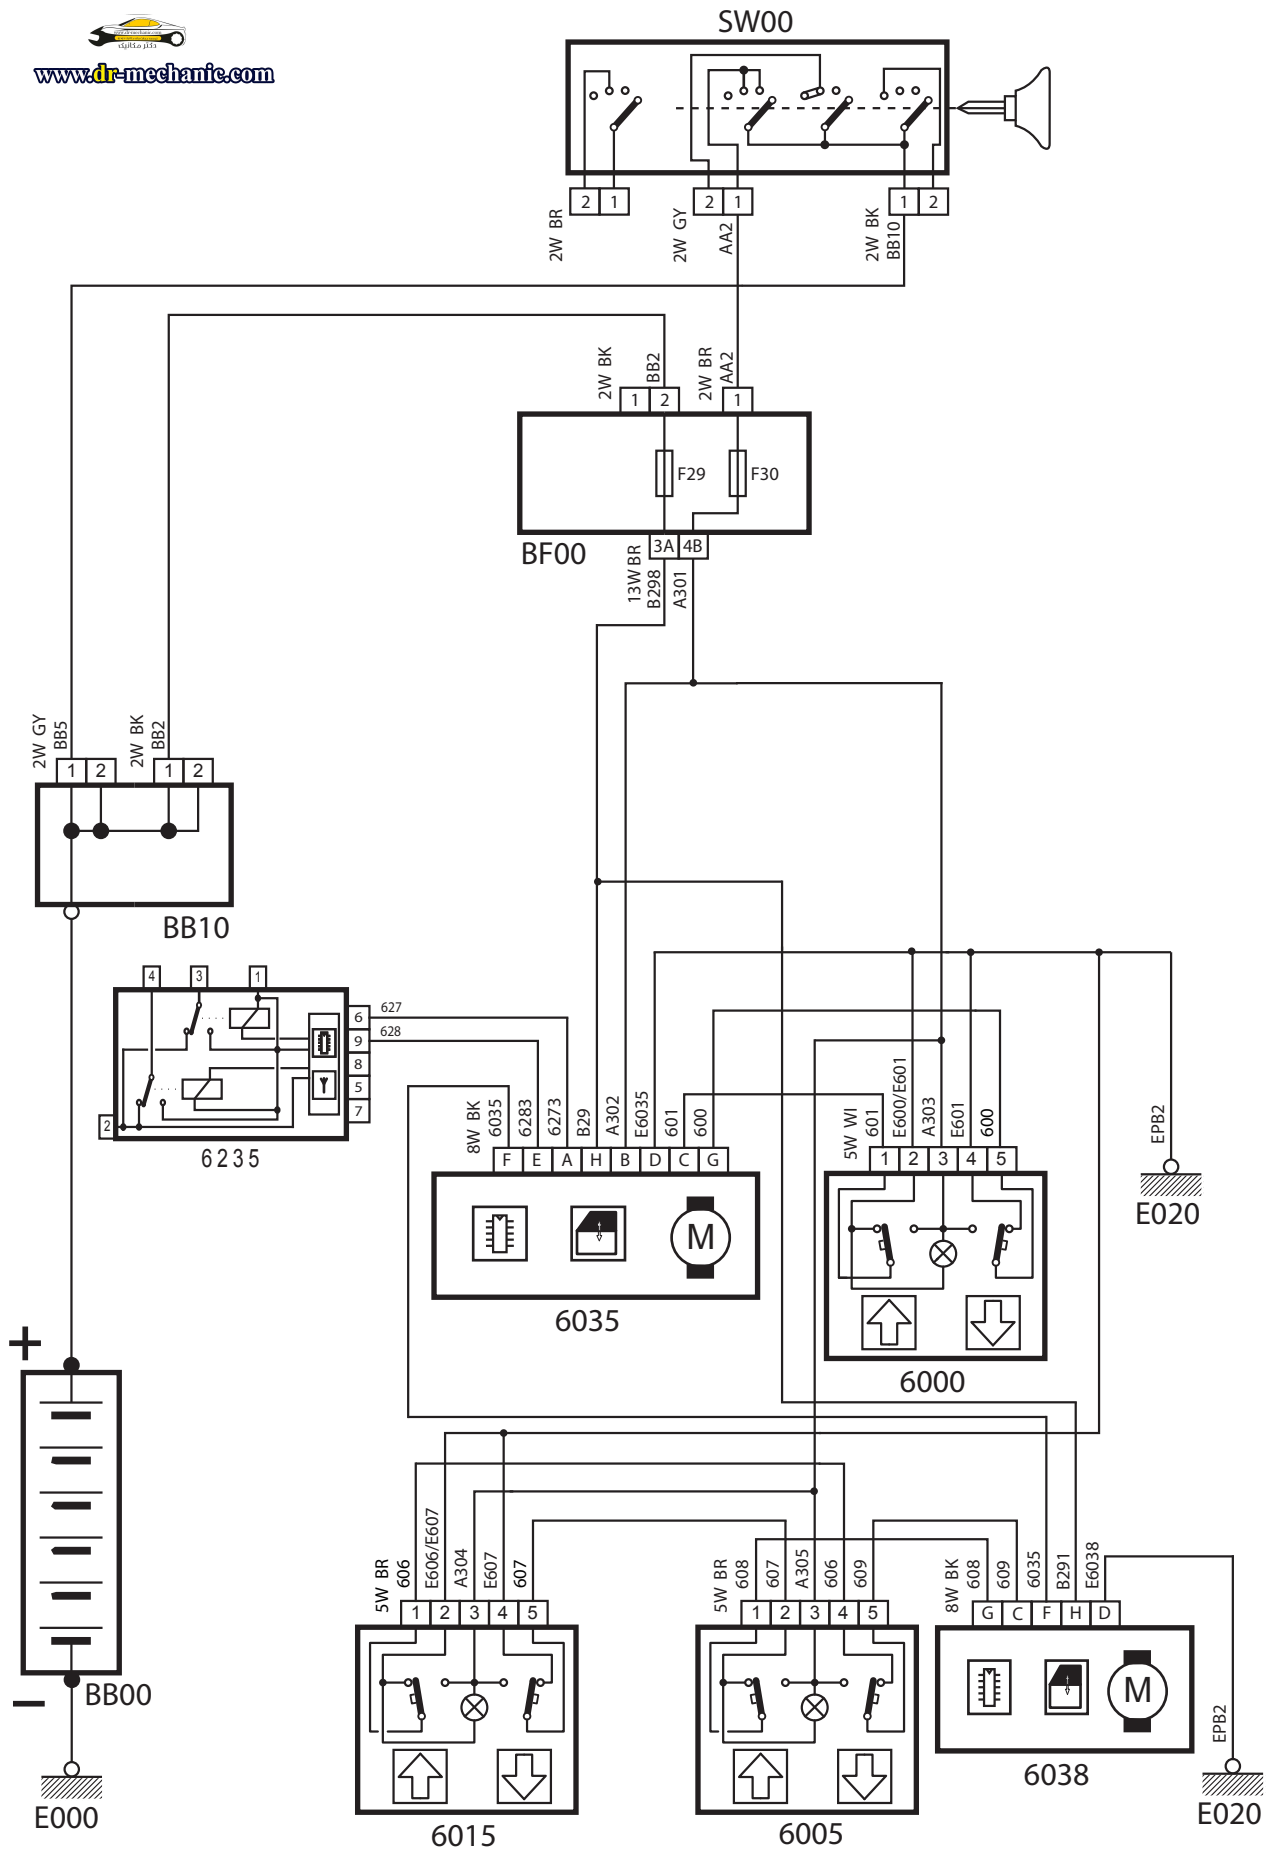 SW00
www.dr-mechanic.com
دکتر مکانیک
www.dr-mechanic.com
2 1
2 1
1 2
2W BR
2W GY
AA2
2W BK
BB10
2W BK
BB2
2W BR
AA2
1 2
1
F29
F30
BF00
3A 4B
13W BR
B298
A301
2W GY
BB5
2W BK
BB2
1 2
1 2
BB10
4
3
1
6
627
9
628
8
5
7
2
6235
8W BK
6035
6283
6273
B29
A302
E6035
601
600
F E A H B D C G
M
6035
5W WI
601
E600/E601
A303
E601
600
1 2 3 4 5
6000
EPB2
E020
+
−
BB00
E000
5W BR
606
E606/E607
A304
E607
607
1 2 3 4 5
6015
5W BR
608
607
A305
606
609
1 2 3 4 5
6005
8W BK
608
609
6035
B291
E6038
G C F H D
M
6038
EPB2
E020